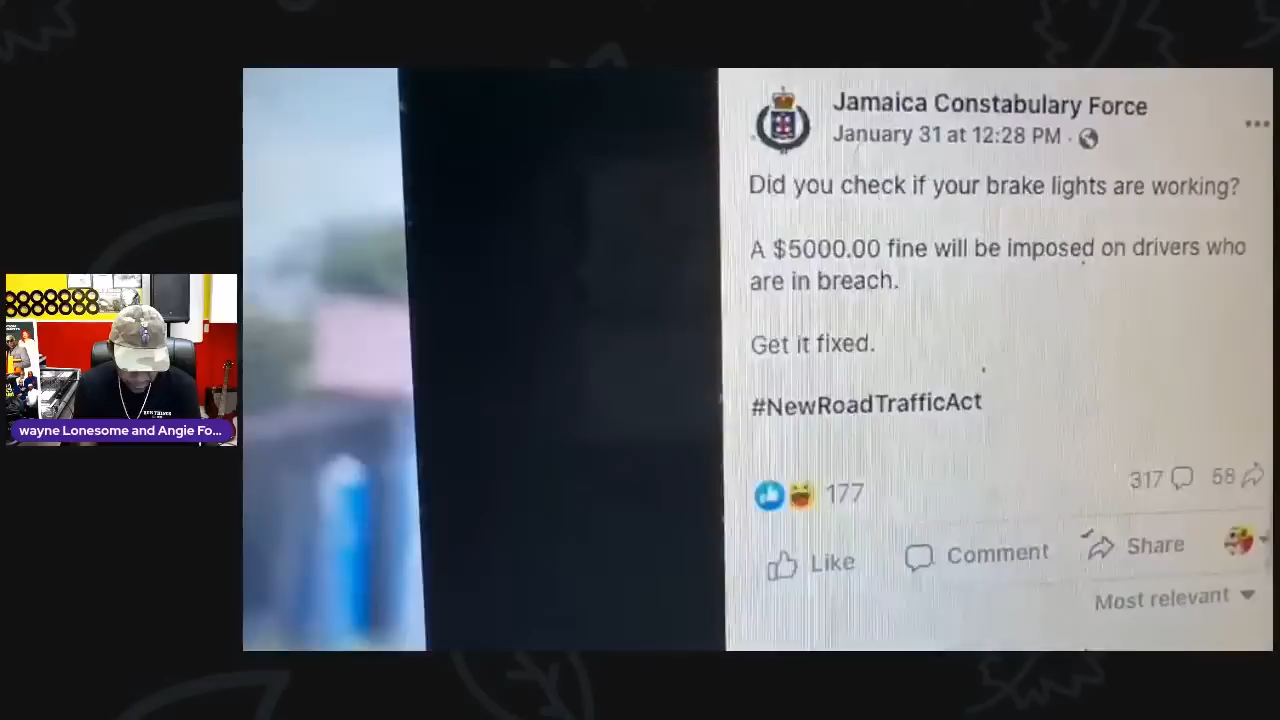 Jamaica Constabulary Force
January 31 at 12:28 PM ·
Did you check if your brake lights are working?
A $5000.00 fine will be imposed on drivers who
are in breach.
Get it fixed.
#NewRoadTrafficAct
177
317
58
Like
Comment
Share
Most relevant
wayne Lonesome and Angie Fo...